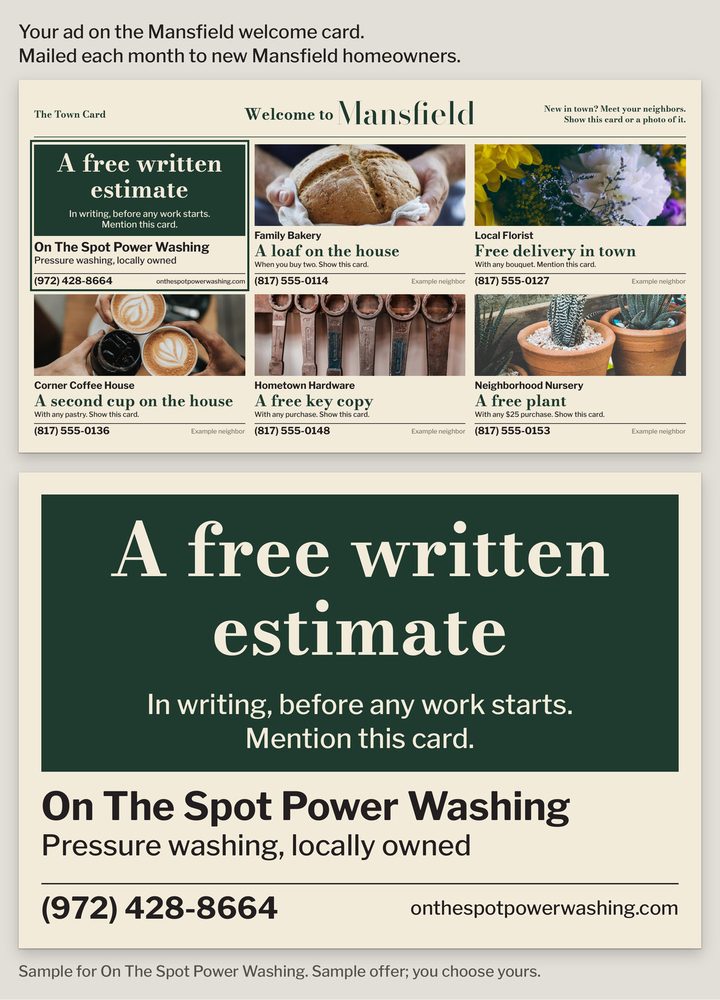 Your ad on the Mansfield welcome card.
Mailed each month to new Mansfield homeowners.
The Town Card
Welcome to Mansfield
New in town? Meet your neighbors.
Show this card or a photo of it.
A free written
estimate
In writing, before any work starts.
Mention this card.
On The Spot Power Washing
Pressure washing, locally owned
(972) 428-8664 onthespotpowerwashing.com
Family Bakery
A loaf on the house
When you buy two. Show this card.
(817) 555-0114 Example neighbor
Local Florist
Free delivery in town
With any bouquet. Mention this card.
(817) 555-0127 Example neighbor
Corner Coffee House
A second cup on the house
With any pastry. Show this card.
(817) 555-0136 Example neighbor
Hometown Hardware
A free key copy
With any purchase. Show this card.
(817) 555-0148 Example neighbor
Neighborhood Nursery
A free plant
With any $25 purchase. Show this card.
(817) 555-0153 Example neighbor
A free written
estimate
In writing, before any work starts.
Mention this card.
On The Spot Power Washing
Pressure washing, locally owned
(972) 428-8664 onthespotpowerwashing.com
Sample for On The Spot Power Washing. Sample offer; you choose yours.